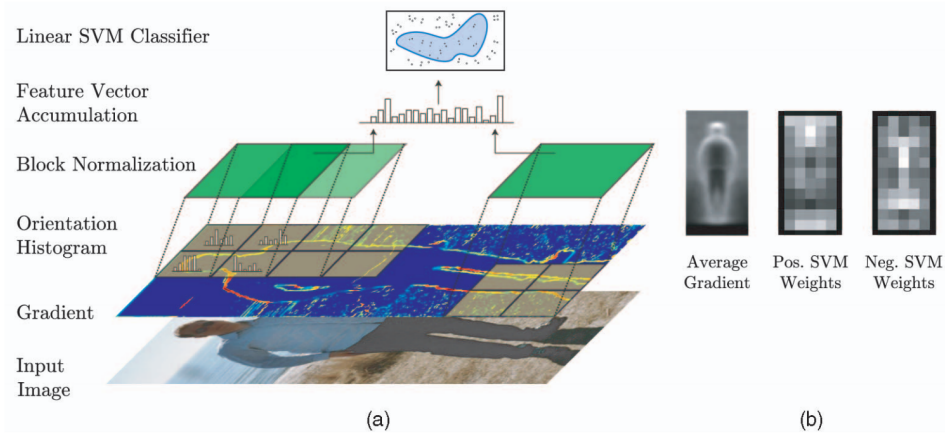 Linear SVM Classifier
Feature Vector
Accumulation
Block Normalization
Orientation
Histogram
Gradient
Input
Image
(a)
Average
Gradient
Pos. SVM
Weights
Neg. SVM
Weights
(b)